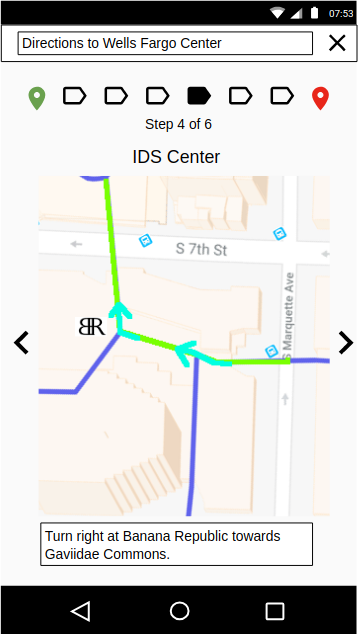 07:53
Directions to Wells Fargo Center
Step 4 of 6
IDS Center
S 7th St
S Marquette Ave
BR
Turn right at Banana Republic towards
Gaviidae Commons.